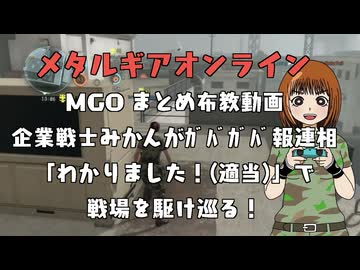 メタルギアオンライン
MGO まとめ布教動画
企業戦士みかんがガバガバ報連相
「わかりました！(適当)」で
戦場を駆け巡る！